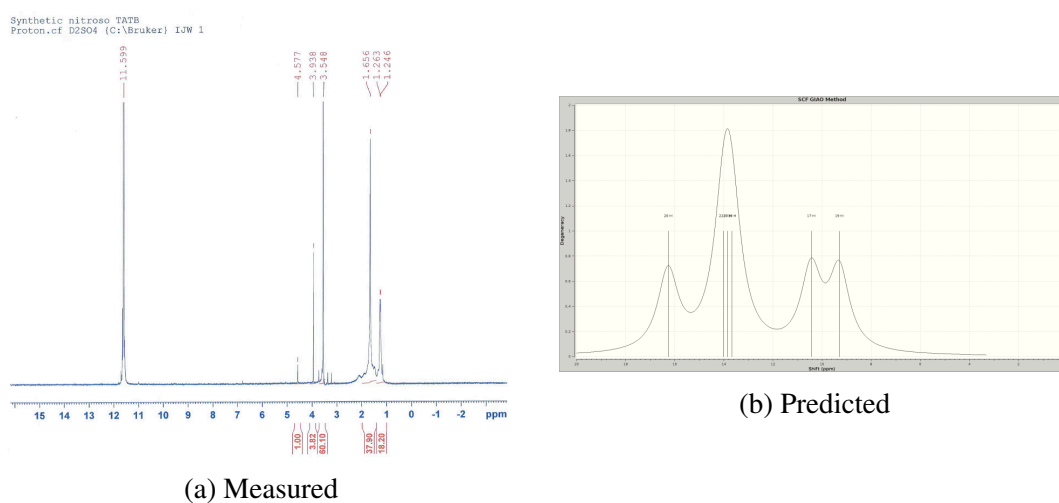 Synthetic nitroso TATB
Proton.cf D2SO4 {C:\Bruker} IJW 1
11.599
4.577
3.938
3.548
1.656
1.263
1.246
15 14 13 12 11 10 9 8 7 6 5 4 3 2 1 0 -1 -2 ppm
1.00
3.82
60.10
37.90
18.20
(a) Measured
SCF GIAO Method
Degeneracy
Shift (ppm)
(b) Predicted